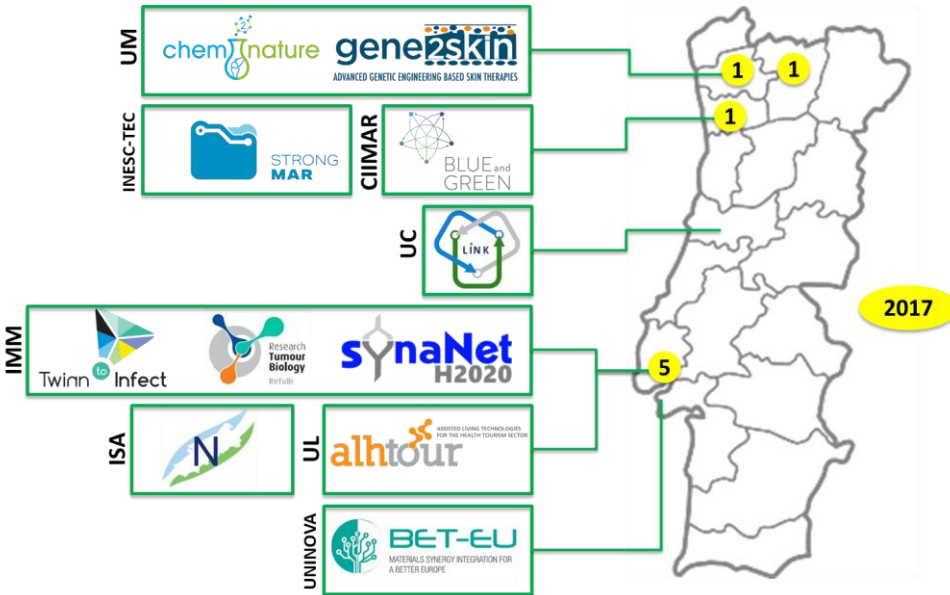 UM
chem2nature
gene2skin
ADVANCED GENETIC ENGINEERING BASED SKIN THERAPIES
1
1
1
INESC-TEC
STRONG
MAR
CIIMAR
BLUE and
GREEN
UC
LiNK
2017
IMM
Twinn to Infect
Research
Tumour
Biology
ReTuBi
SynaNet
H2020
5
ISA
N
UL
ASSISTED LIVING TECHNOLOGIES
FOR THE HEALTH TOURISM SECTOR
alhtour
UNINOVA
BET-EU
MATERIALS SYNERGY INTEGRATION FOR
A BETTER EUROPE